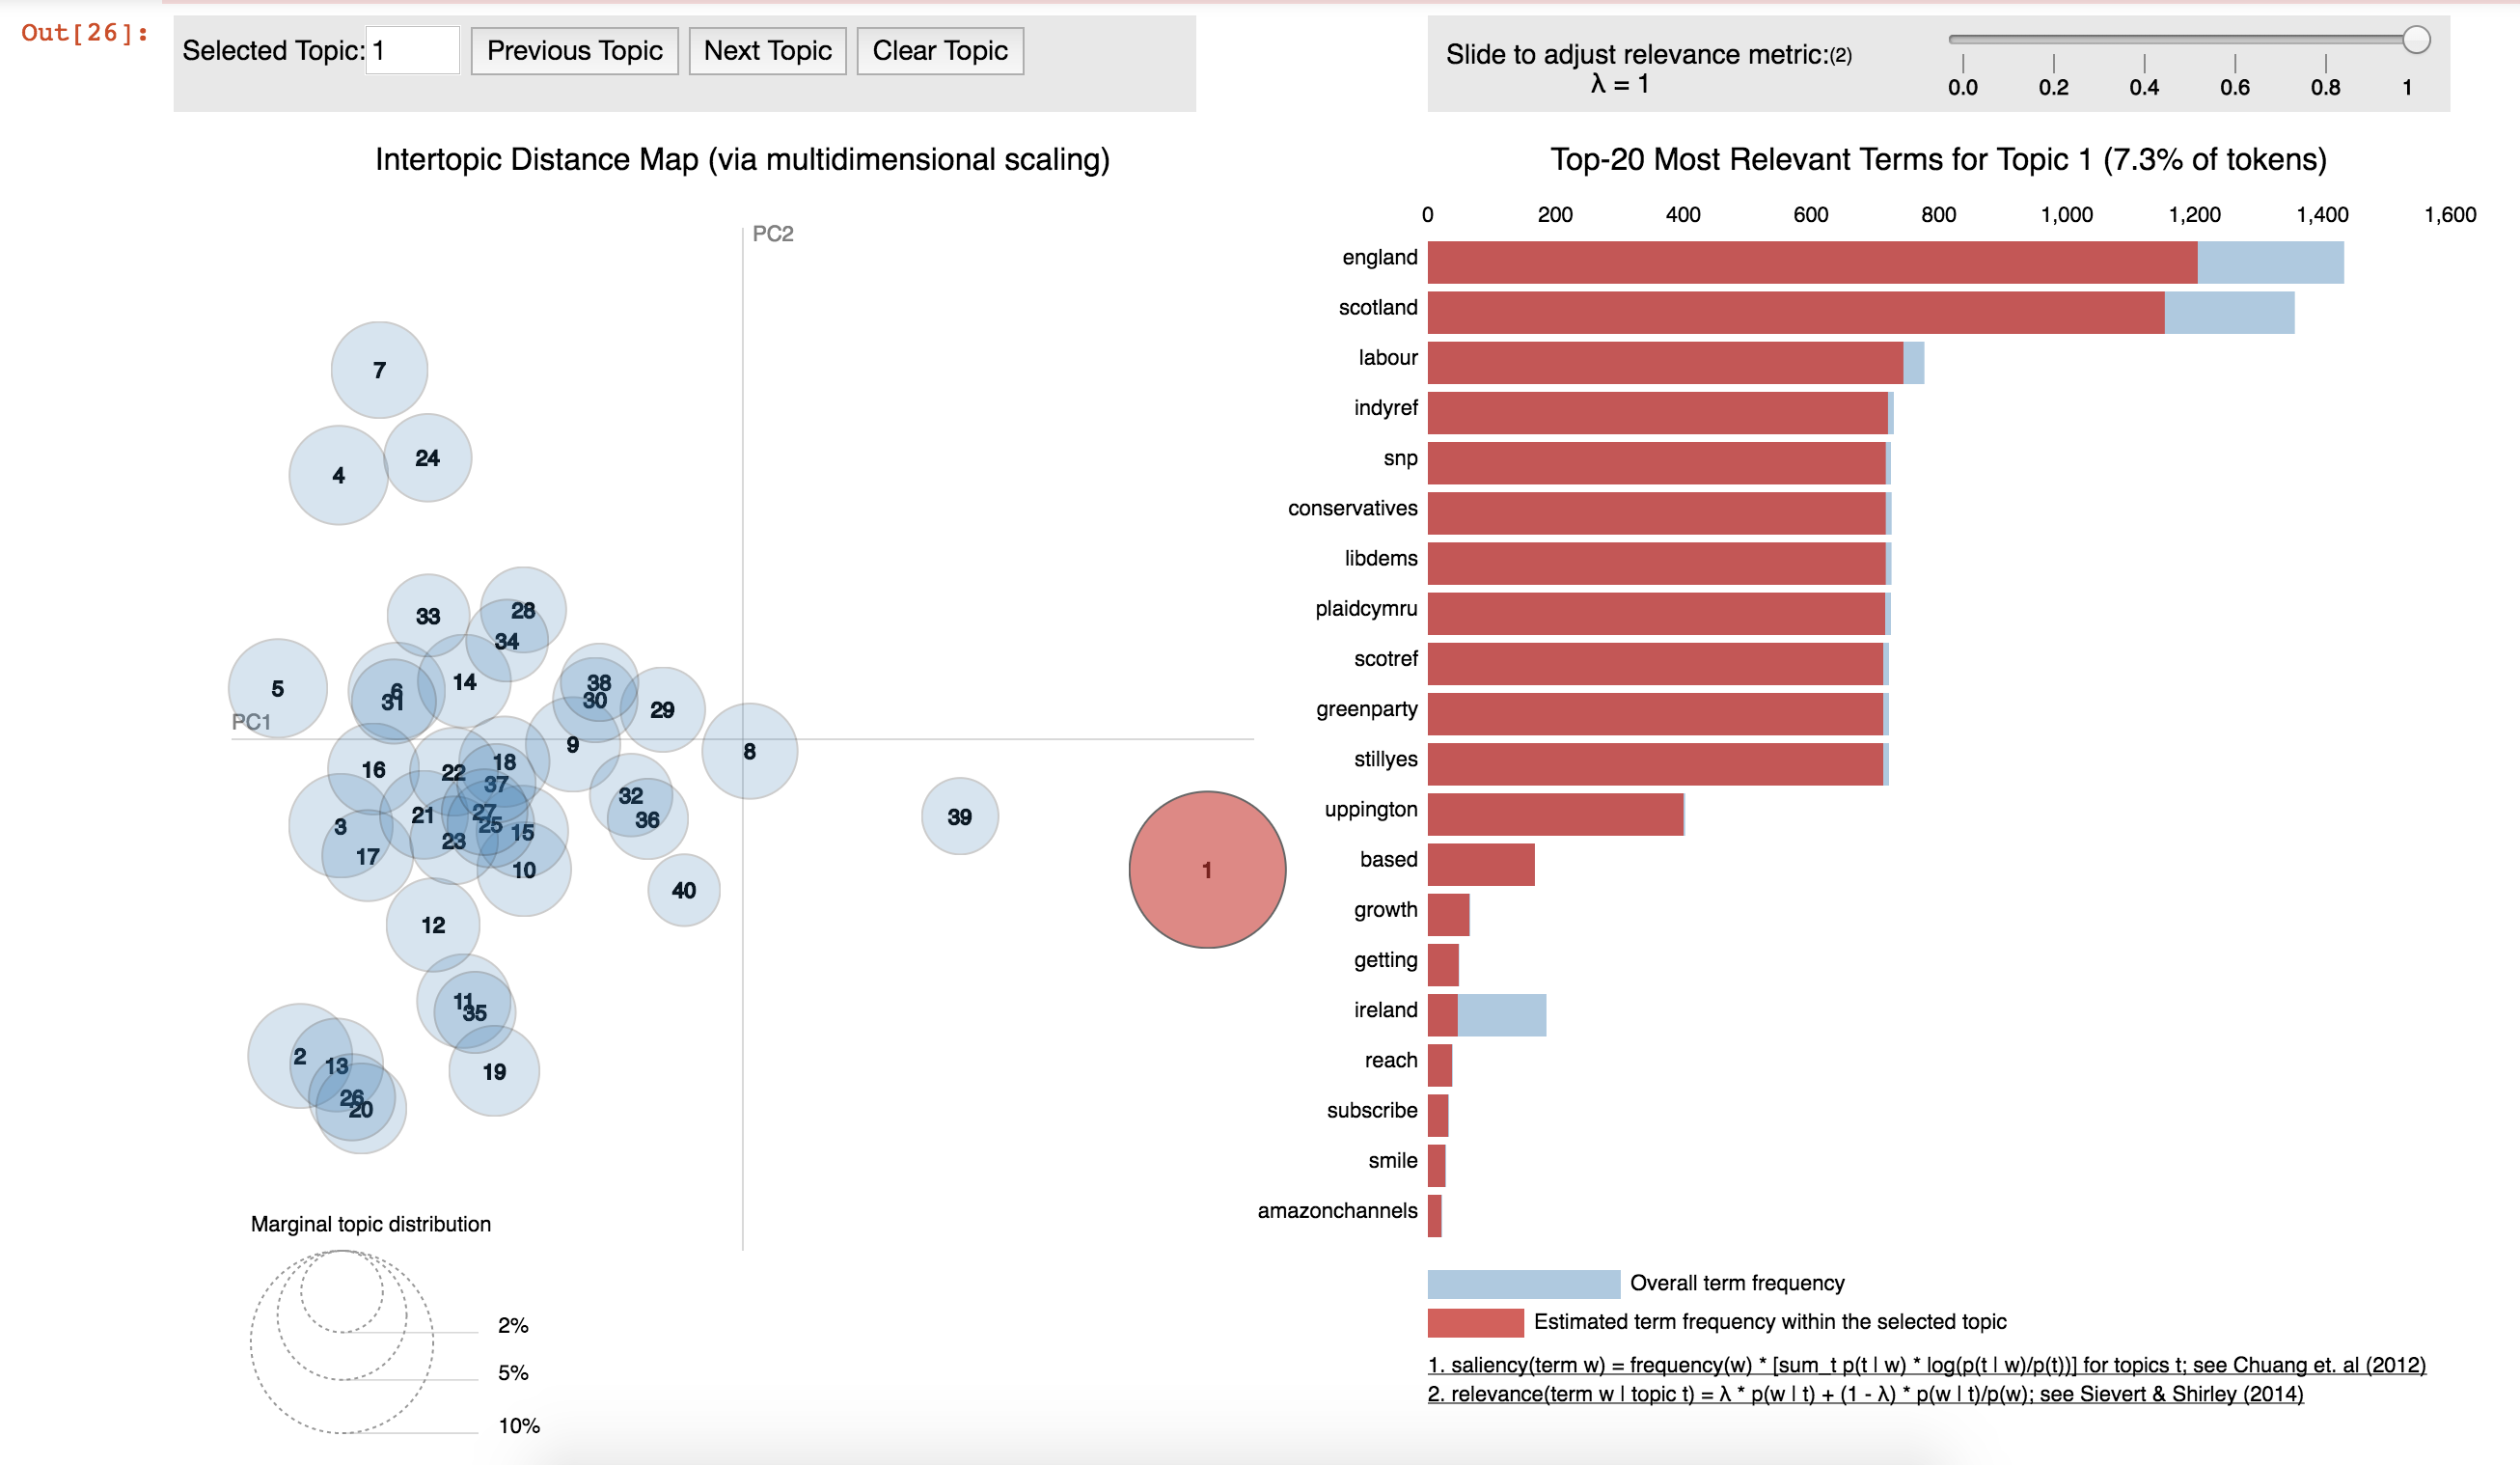 Out[26]:
Selected Topic: 1 Previous Topic Next Topic Clear Topic
Slide to adjust relevance metric:(2)
λ = 1
0.0 0.2 0.4 0.6 0.8 1
Intertopic Distance Map (via multidimensional scaling)
PC2
7
24
4
33
28
34
5
6
31
14
38
30
29
PC1
9
8
16
22
18
37
32
3
21
27
25
15
36
39
23
17
10
1
40
12
11
35
2
13
19
26
20
Marginal topic distribution
2%
5%
10%
Top-20 Most Relevant Terms for Topic 1 (7.3% of tokens)
0 200 400 600 800 1,000 1,200 1,400 1,600
england
scotland
labour
indyref
snp
conservatives
libdems
plaidcymru
scotref
greenparty
stillyes
uppington
based
growth
getting
ireland
reach
subscribe
smile
amazonchannels
Overall term frequency
Estimated term frequency within the selected topic
1. saliency(term w) = frequency(w) * [sum_t p(t | w) * log(p(t | w)/p(t))] for topics t; see Chuang et. al (2012)
2. relevance(term w | topic t) = λ * p(w | t) + (1 - λ) * p(w | t)/p(w); see Sievert & Shirley (2014)